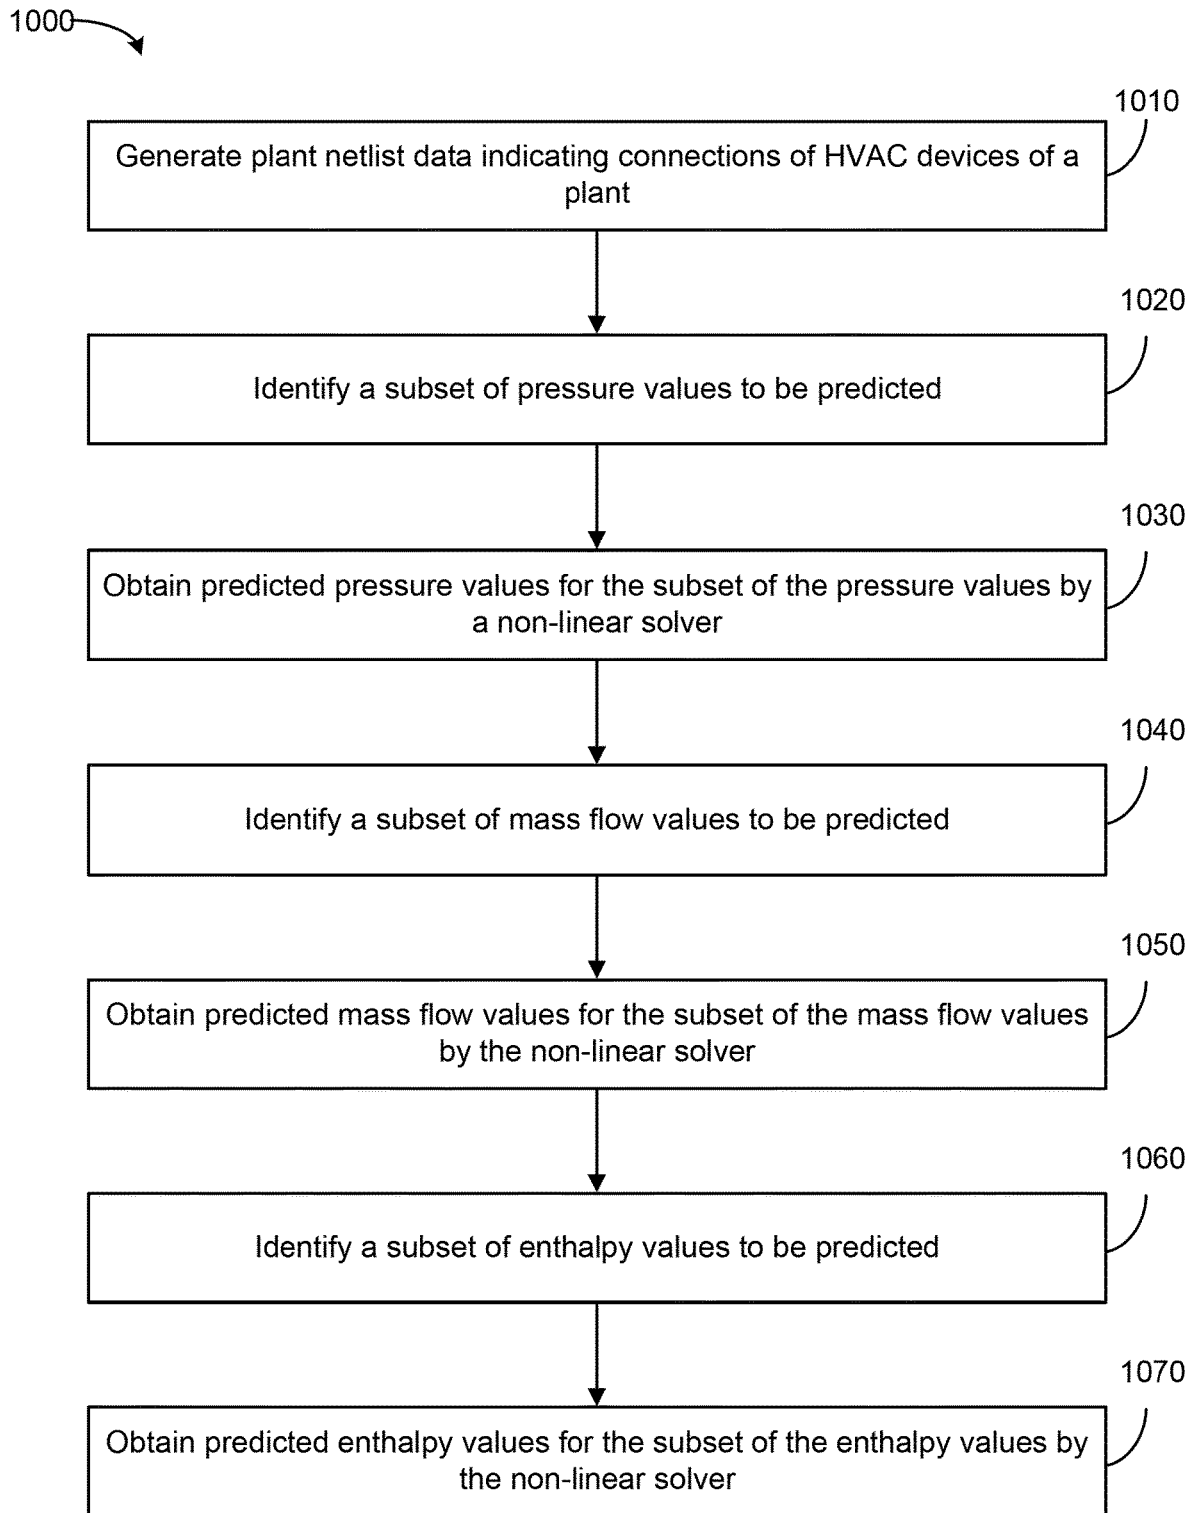 1000
1010
Generate plant netlist data indicating connections of HVAC devices of a
plant
1020
Identify a subset of pressure values to be predicted
1030
Obtain predicted pressure values for the subset of the pressure values by
a non-linear solver
1040
Identify a subset of mass flow values to be predicted
1050
Obtain predicted mass flow values for the subset of the mass flow values
by the non-linear solver
1060
Identify a subset of enthalpy values to be predicted
1070
Obtain predicted enthalpy values for the subset of the enthalpy values by
the non-linear solver